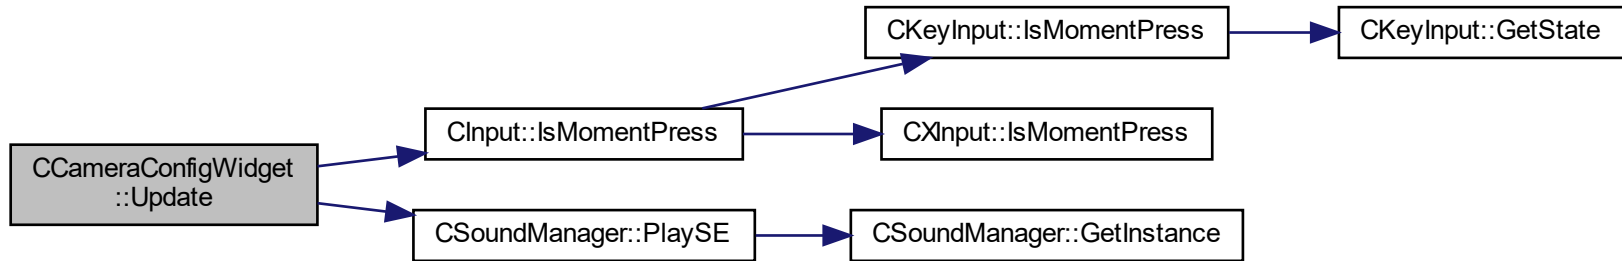 CCameraConfigWidget
::Update
CInput::IsMomentPress
CKeyInput::IsMomentPress
CKeyInput::GetState
CXInput::IsMomentPress
CSoundManager::PlaySE
CSoundManager::GetInstance